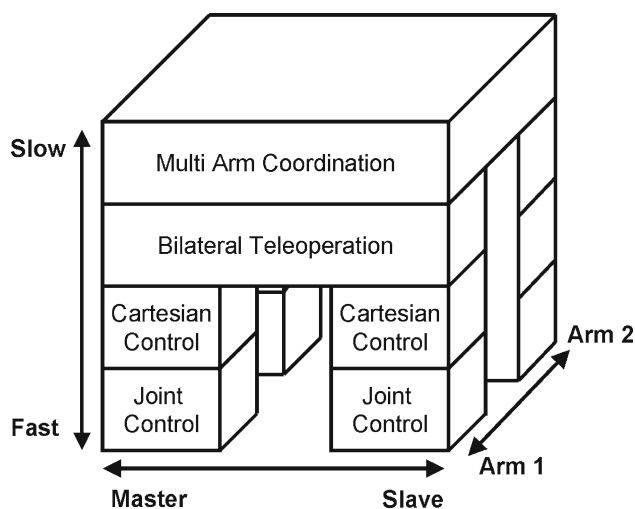 Slow
Multi Arm Coordination
Bilateral Teleoperation
Cartesian
Control
Cartesian
Control
Arm 2
Joint
Control
Joint
Control
Fast
Arm 1
Master
Slave